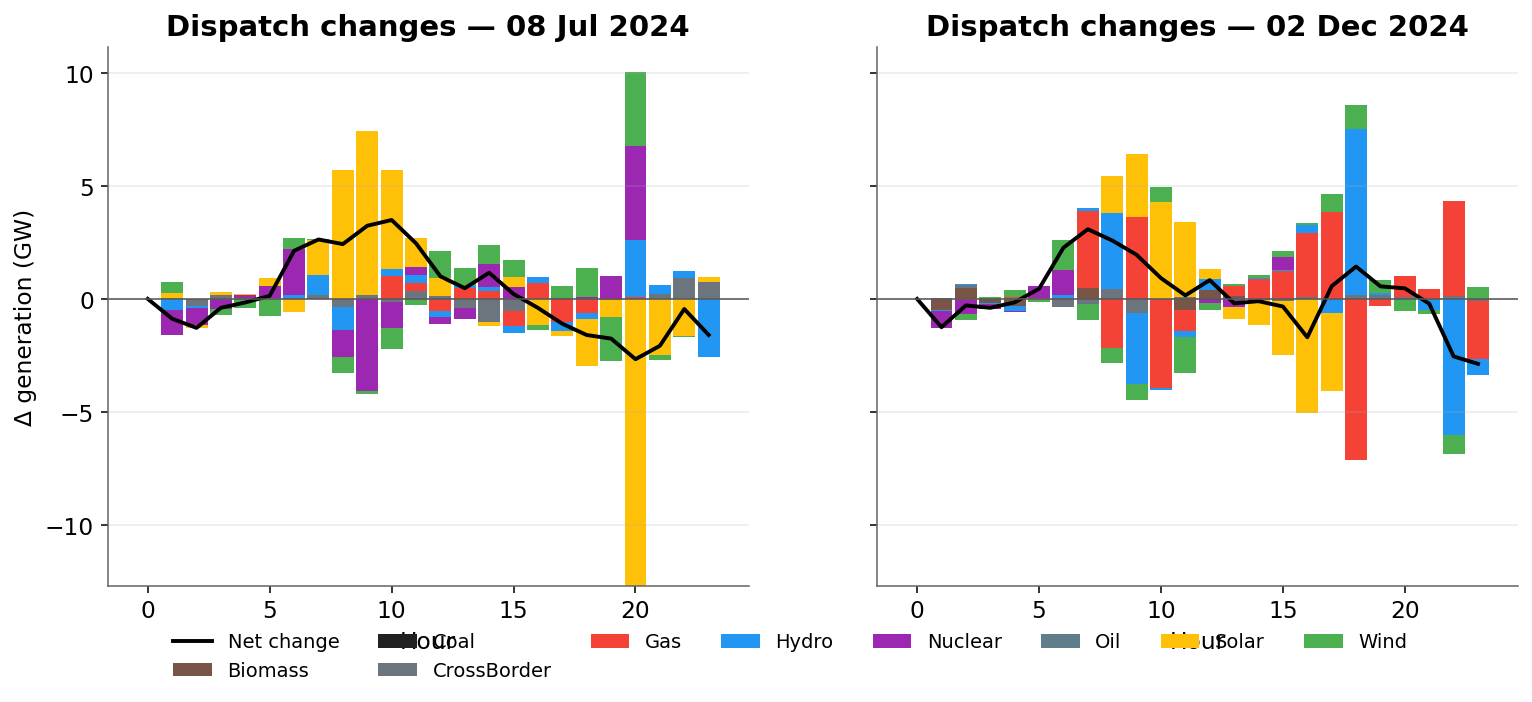 Dispatch changes — 08 Jul 2024
Dispatch changes — 02 Dec 2024
Δ generation (GW)
10
5
0
−5
−10
0 5 10 15 20
0 5 10 15 20
Hour
Hour
Net change Coal Gas Hydro Nuclear Oil Solar Wind
Biomass CrossBorder